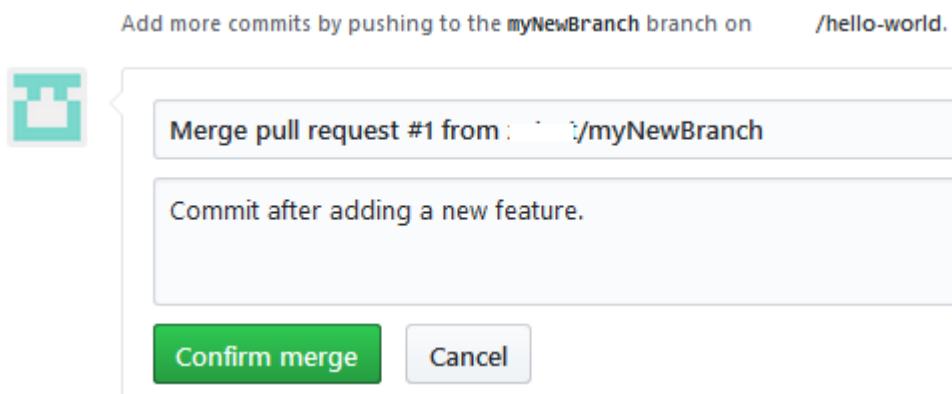 Add more commits by pushing to the myNewBranch branch on /hello-world.
Merge pull request #1 from /myNewBranch
Commit after adding a new feature.
Confirm merge
Cancel